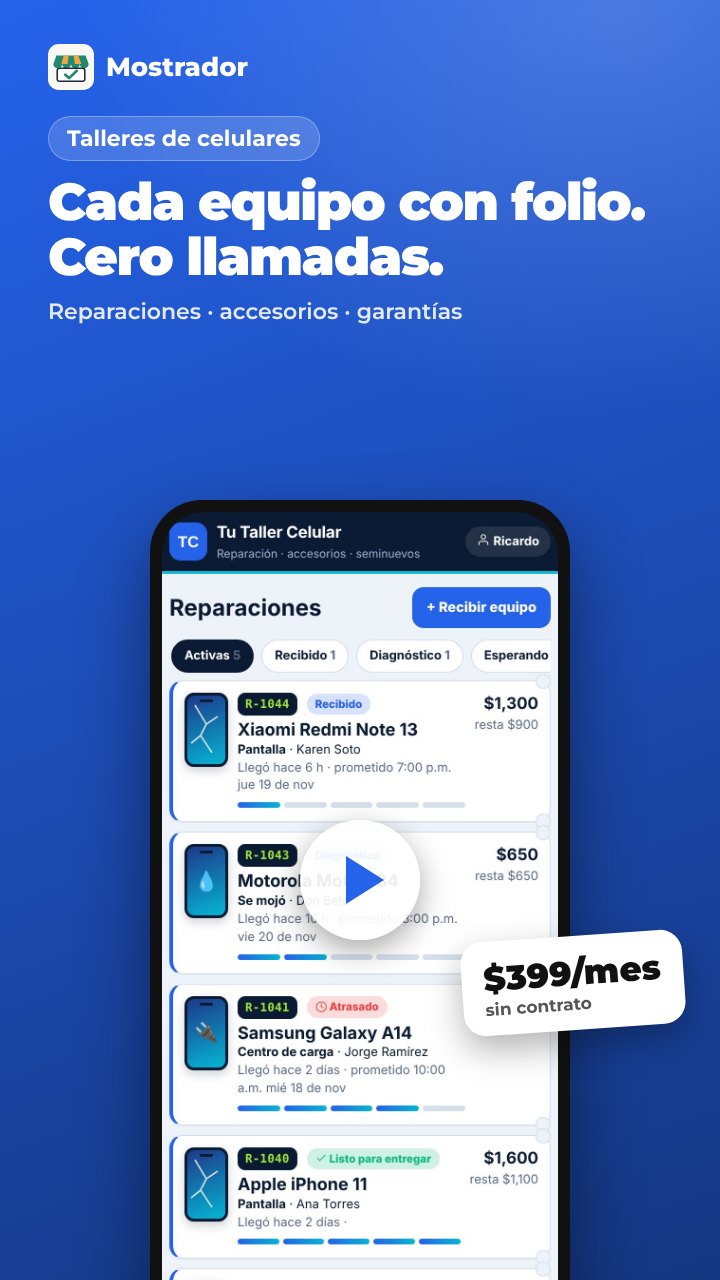 Mostrador
Talleres de celulares
Cada equipo con folio.
Cero llamadas.
Reparaciones · accesorios · garantías
TC
Tu Taller Celular
Reparación · accesorios · seminuevos
Ricardo
Reparaciones
+ Recibir equipo
Activas 5
Recibido 1
Diagnóstico 1
Esperando
R-1044
Recibido
$1,300
Xiaomi Redmi Note 13
resta $900
Pantalla · Karen Soto
Llegó hace 6 h · prometido 7:00 p.m.
jue 19 de nov
R-1043
Diagnóstico
$650
Motorola
resta $650
Se mojó
Llegó hace
prometido 3:00 p.m.
vie 20 de nov
$399/mes
sin contrato
R-1041
Atrasado
Samsung Galaxy A14
Centro de carga · Jorge Ramírez
Llegó hace 2 días · prometido 10:00
a.m. mié 18 de nov
R-1040
Listo para entregar
$1,600
Apple iPhone 11
resta $1,100
Pantalla · Ana Torres
Llegó hace 2 días ·